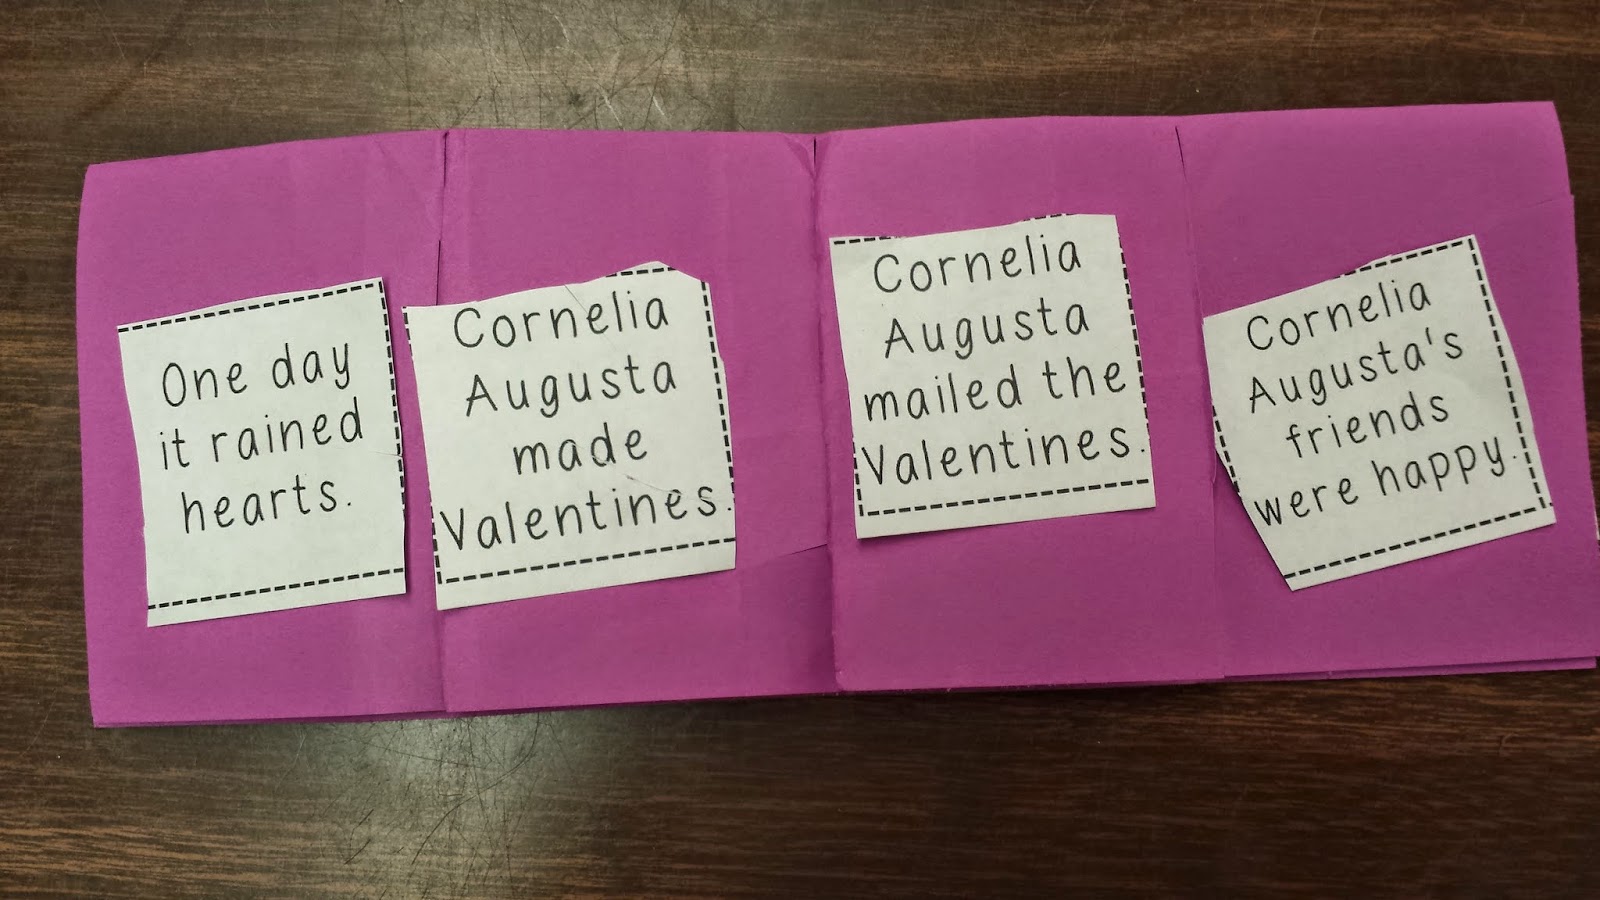 One day
it rained
hearts.
Cornelia
Augusta
made
Valentines.
Cornelia
Augusta
mailed the
Valentines.
Cornelia
Augusta's
friends
were happy.